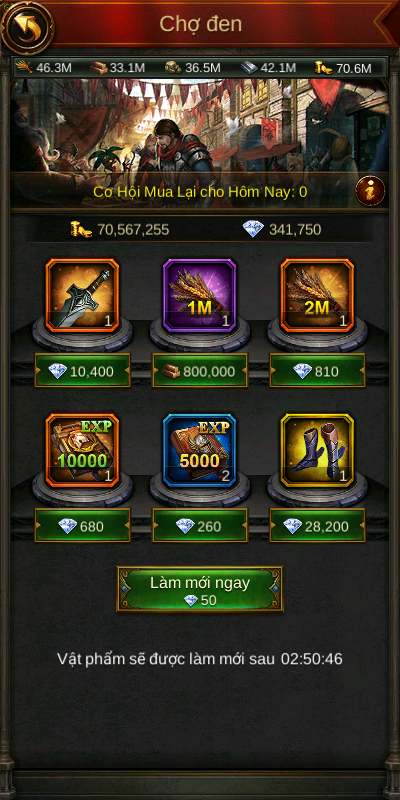 Chợ đen
46.3M 33.1M 36.5M 42.1M 70.6M
Cơ Hội Mua Lại cho Hôm Nay: 0
70,567,255 341,750
1 1M 1 2M 1
10,400 800,000 810
EXP 10000 1 EXP 5000 2 1
680 260 28,200
Làm mới ngay
50
Vật phẩm sẽ được làm mới sau 02:50:46